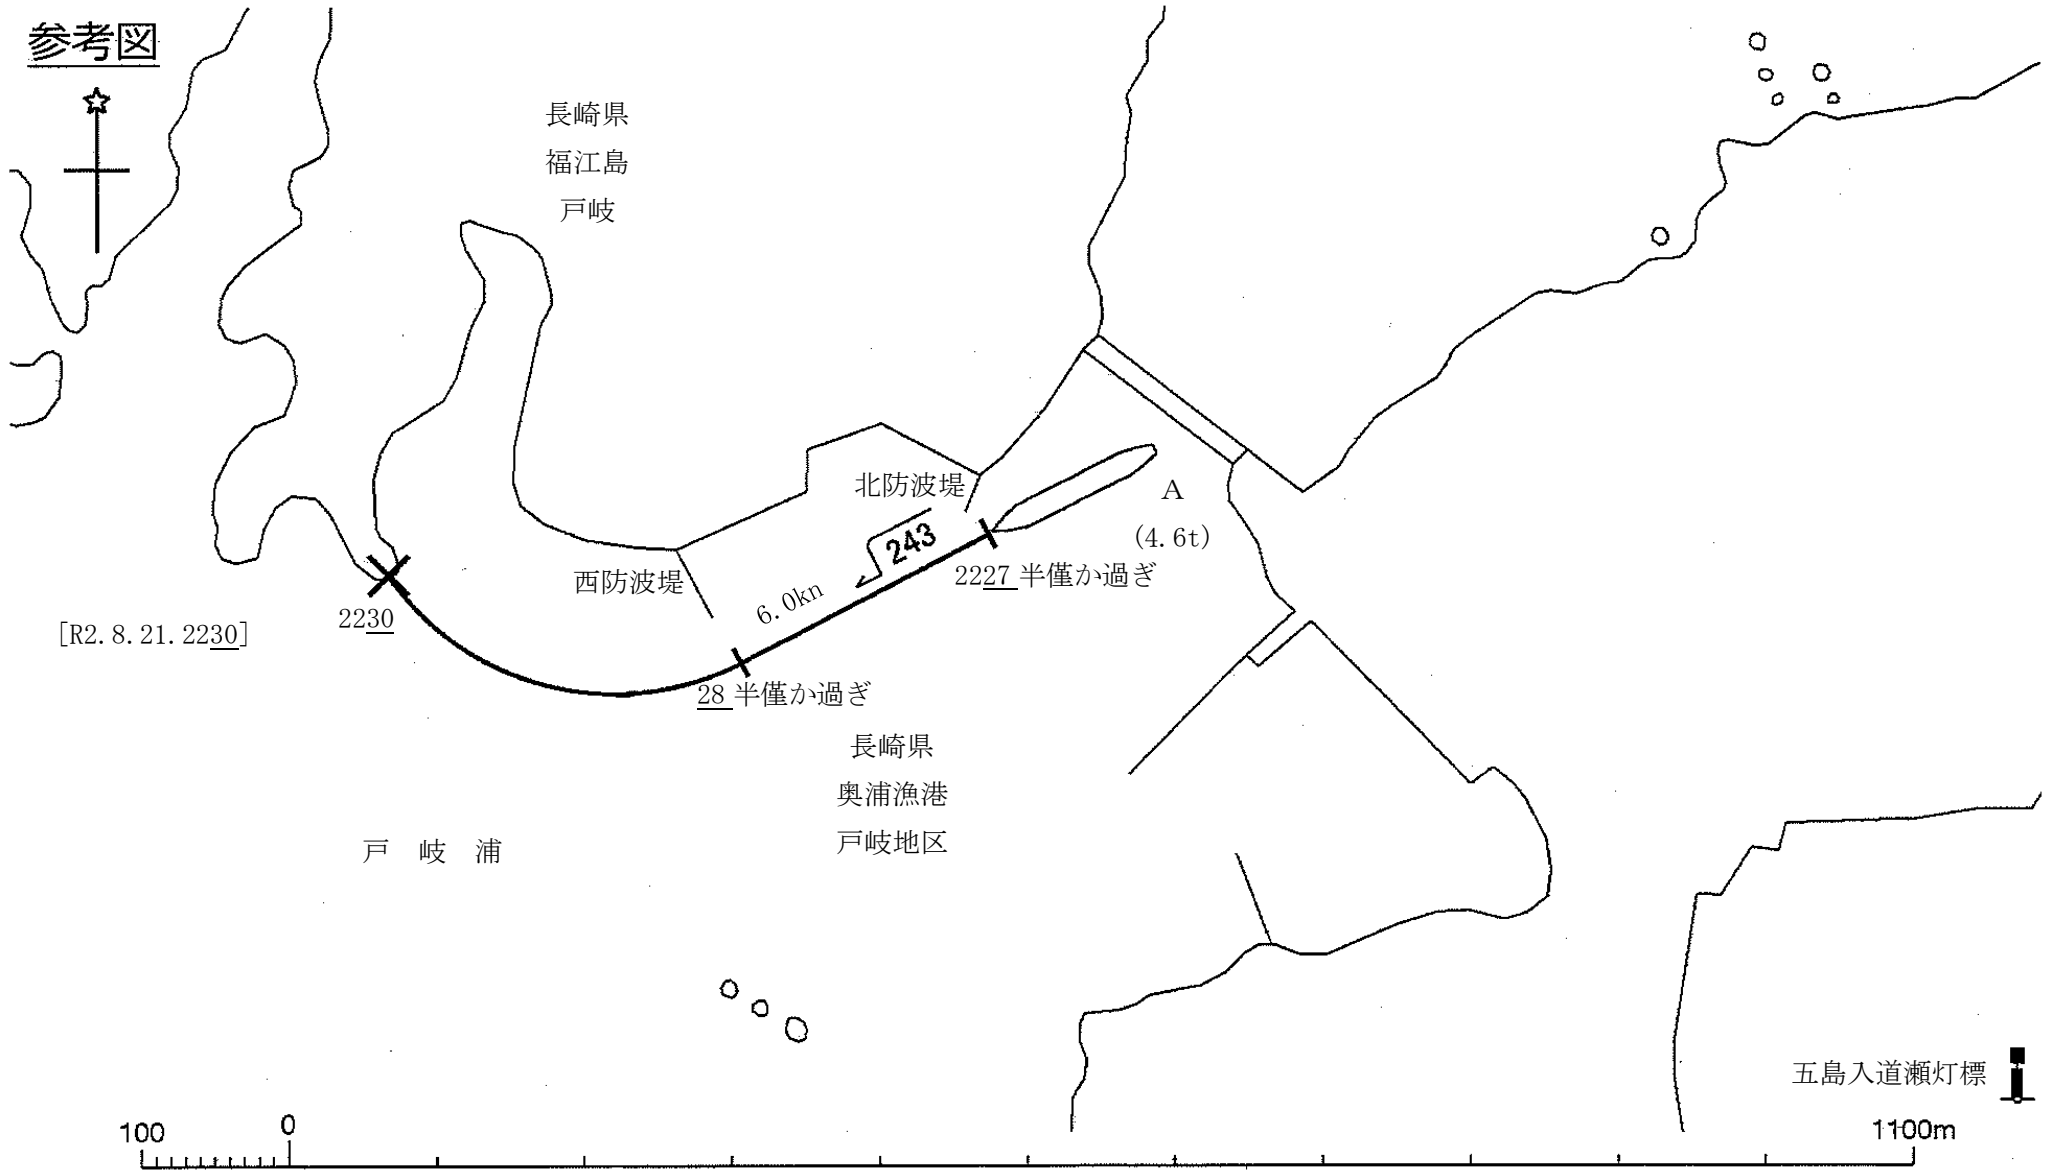 参考図
長崎県
福江島
戸岐
北防波堤
A
(4.6t)
243
西防波堤
6.0kn
2227 半僅か過ぎ
2230
[R2.8.21.2230]
28 半僅か過ぎ
長崎県
奥浦漁港
戸岐地区
戸 岐 浦
五島入道瀬灯標
100
0
1100m